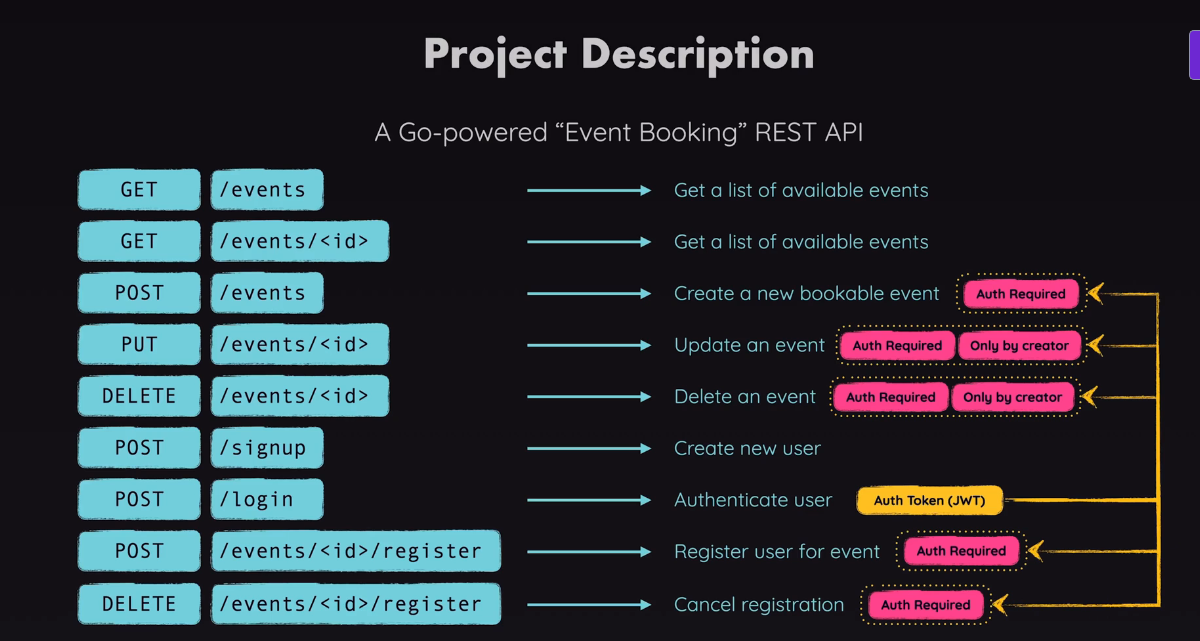 Project Description
A Go-powered “Event Booking” REST API
GET /events Get a list of available events
GET /events/<id> Get a list of available events
POST /events Create a new bookable event Auth Required
PUT /events/<id> Update an event Auth Required Only by creator
DELETE /events/<id> Delete an event Auth Required Only by creator
POST /signup Create new user
POST /login Authenticate user Auth Token (JWT)
POST /events/<id>/register Register user for event Auth Required
DELETE /events/<id>/register Cancel registration Auth Required